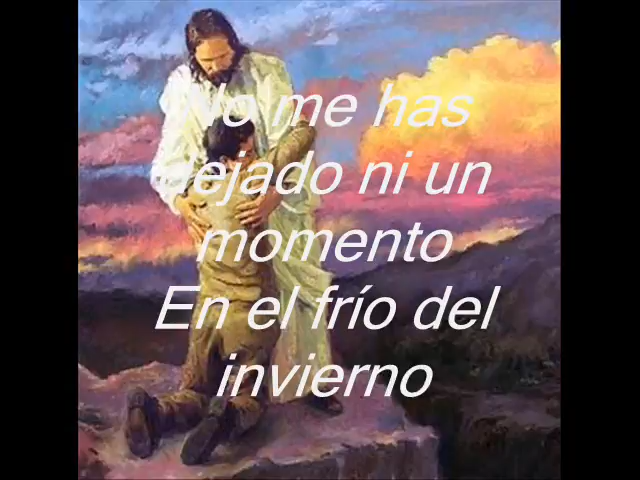 No me has
dejado ni un
momento
En el frío del
invierno